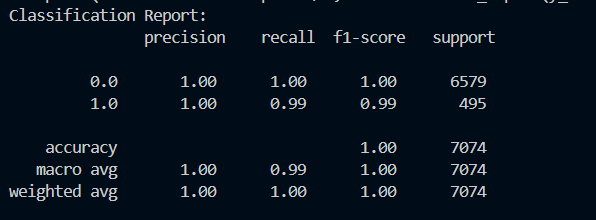 Classification Report:
precision recall f1-score support
0.0 1.00 1.00 1.00 6579
1.0 1.00 0.99 0.99 495
accuracy 1.00 7074
macro avg 1.00 0.99 1.00 7074
weighted avg 1.00 1.00 1.00 7074